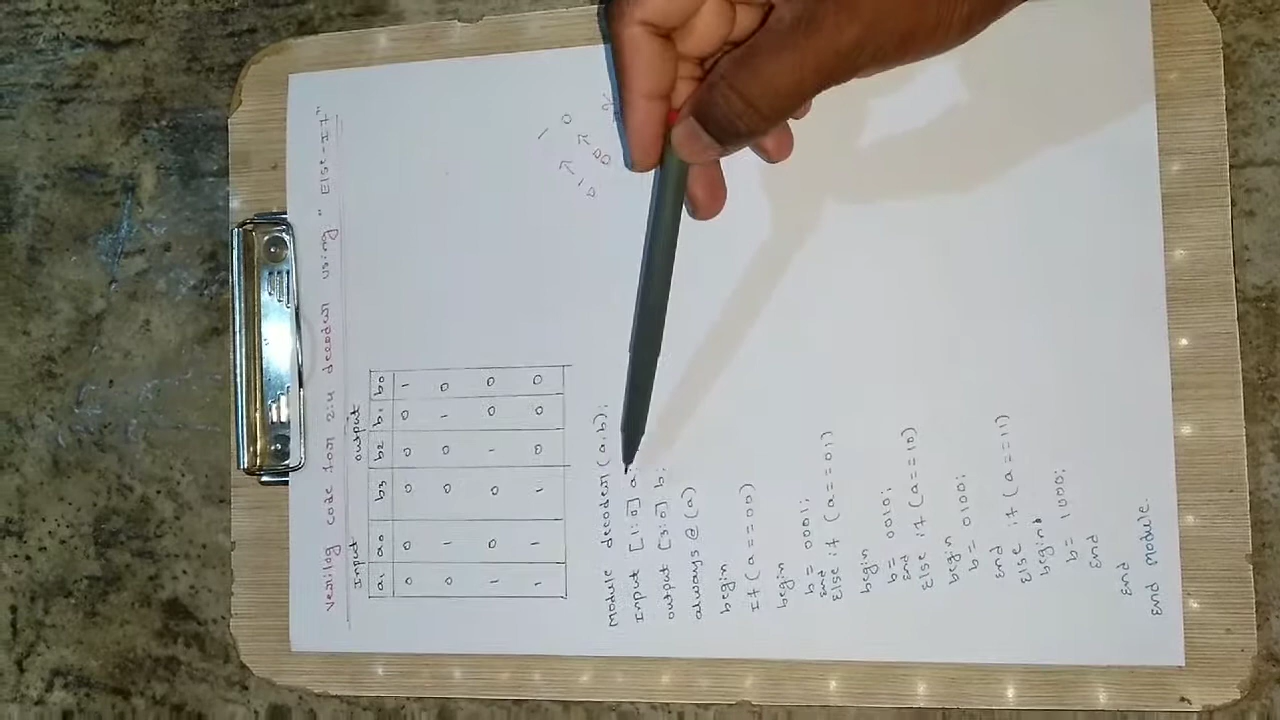 Verilog code for 2:4 decoder using "Else-If"
Input output
a1 a0 b3 b2 b1 b0
0 0 0 0 0 1
0 1 0 0 1 0
1 0 0 1 0 0
1 1 1 0 0 0
Module decoder (a,b);
Input [1:0] a;
output [3:0] b;
always @ (a)
begin
If (a==00)
begin
b= 0001;
End
Else if (a==01)
begin
b= 0010;
End
Else if (a==10)
begin
b= 0100;
End
Else if (a==11)
begin
b= 1000;
End
End
End module
1 0
01 00